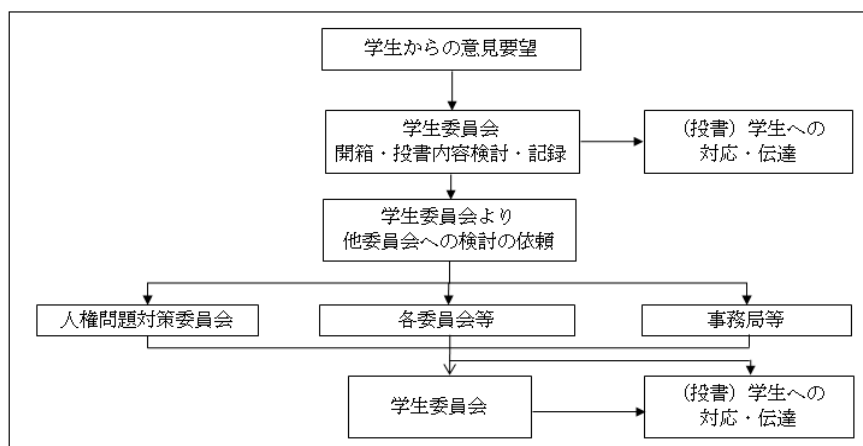 学生からの意見要望
学生委員会
開箱・投書内容検討・記録
(投書)学生への
対応・伝達
学生委員会より
他委員会への検討の依頼
人権問題対策委員会
各委員会等
事務局等
学生委員会
(投書)学生への
対応・伝達